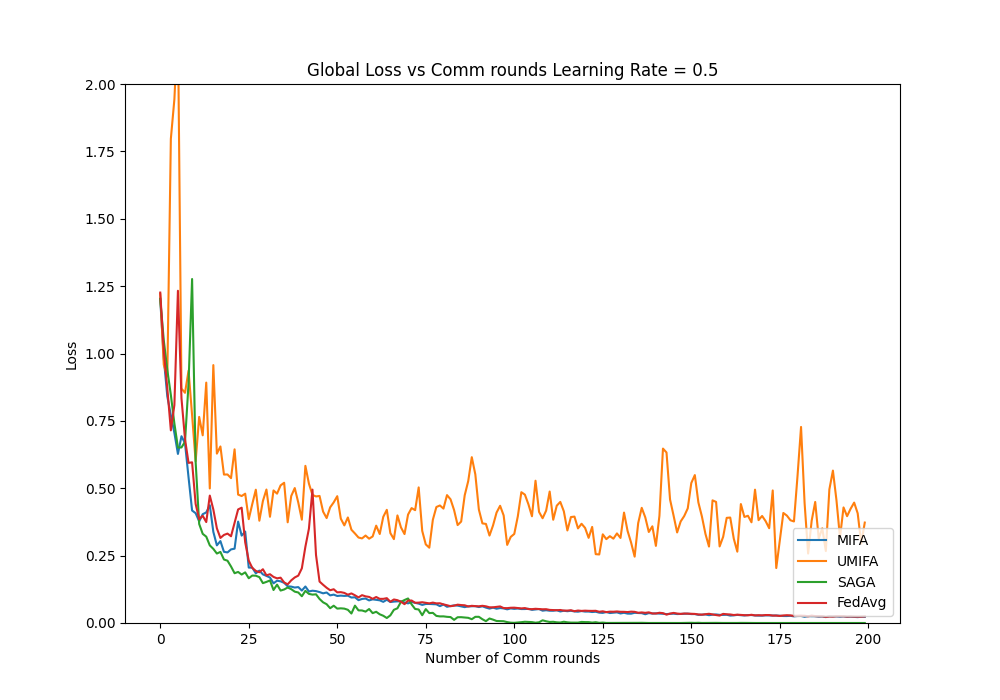 Global Loss vs Comm rounds Learning Rate = 0.5
2.00
1.75
1.50
1.25
1.00
0.75
0.50
0.25
0.00
Loss
0 25 50 75 100 125 150 175 200
Number of Comm rounds
MIFA
UMIFA
SAGA
FedAvg